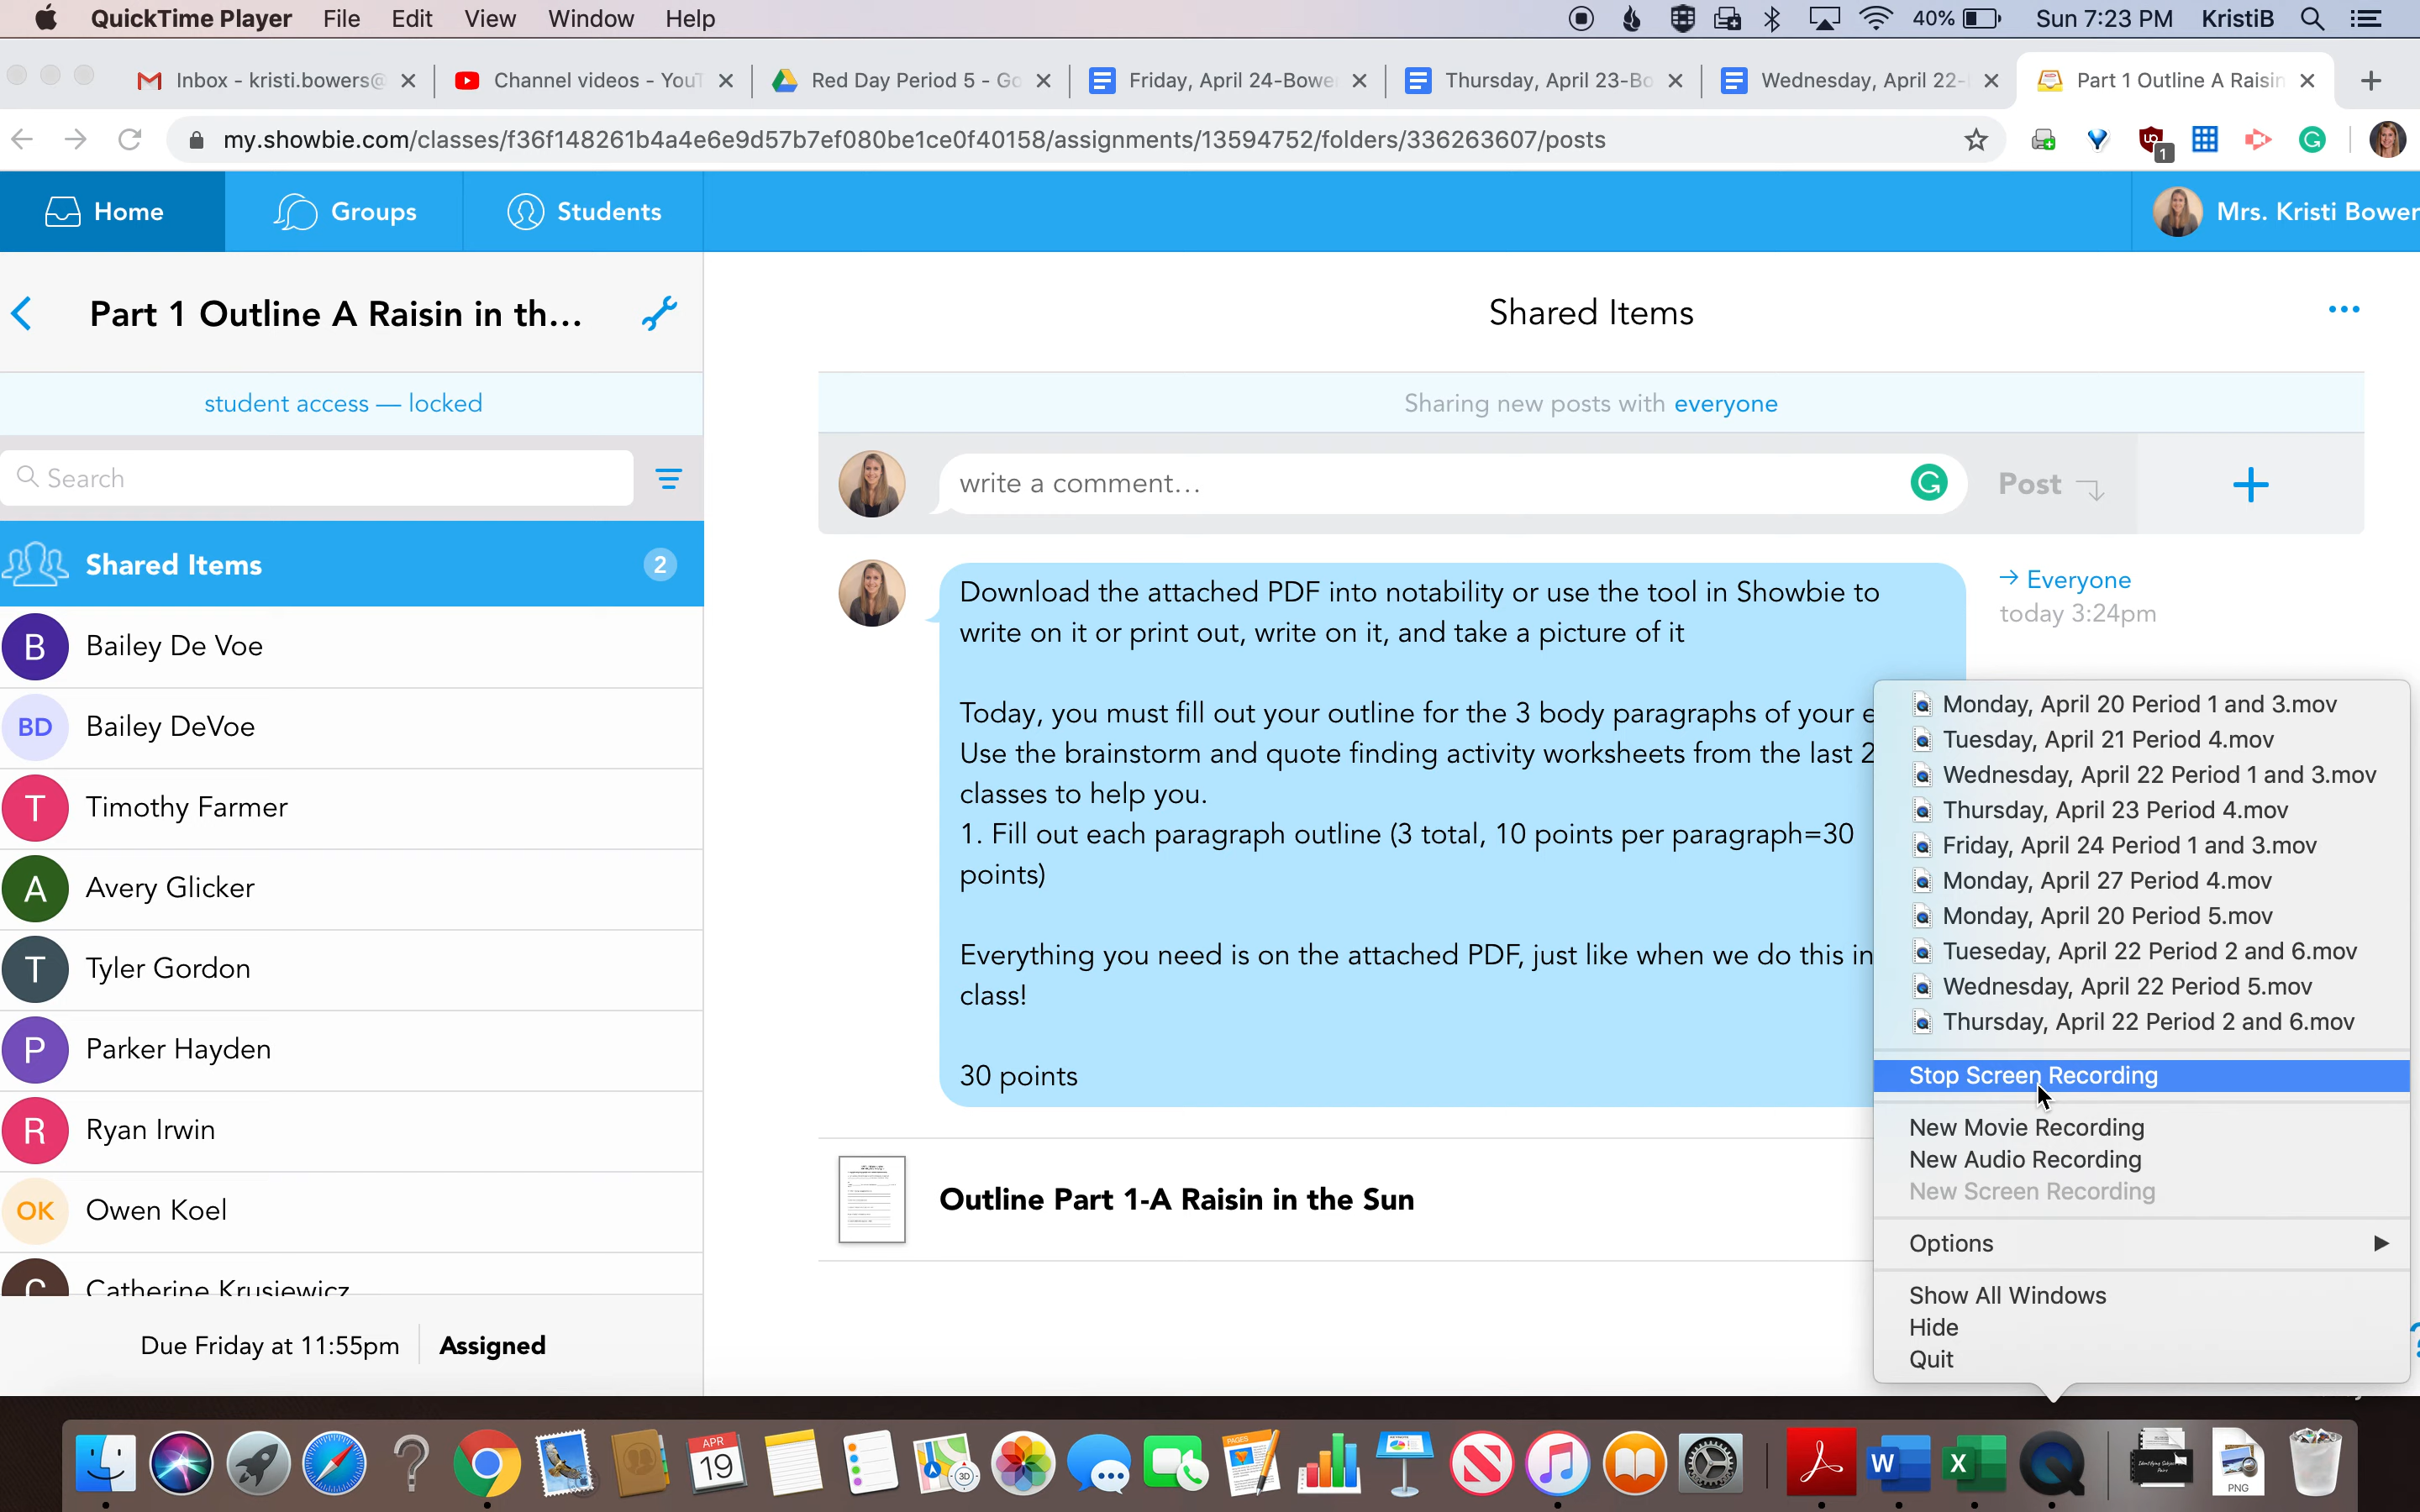 QuickTime Player File Edit View Window Help 40% Sun 7:23 PM KristiB
Inbox - kristi.bowers@ Channel videos - YouT Red Day Period 5 - Go Friday, April 24-Bowe Thursday, April 23-Bo Wednesday, April 22- Part 1 Outline A Raisin
my.showbie.com/classes/f36f148261b4a4e6e9d57b7ef080be1ce0f40158/assignments/13594752/folders/336263607/posts
1
Home Groups Students Mrs. Kristi Bower
Part 1 Outline A Raisin in th...
student access — locked
Search
Shared Items 2
B Bailey De Voe
BD Bailey DeVoe
T Timothy Farmer
A Avery Glicker
T Tyler Gordon
P Parker Hayden
R Ryan Irwin
OK Owen Koel
C Catherine Krusiewicz
Due Friday at 11:55pm Assigned
Shared Items
Sharing new posts with everyone
write a comment... Post
Download the attached PDF into notability or use the tool in Showbie to
write on it or print out, write on it, and take a picture of it
Today, you must fill out your outline for the 3 body paragraphs of your e
Use the brainstorm and quote finding activity worksheets from the last 2
classes to help you.
1. Fill out each paragraph outline (3 total, 10 points per paragraph=30
points)
Everything you need is on the attached PDF, just like when we do this in
class!
30 points
Everyone
today 3:24pm
Outline Part 1-A Raisin in the Sun
Monday, April 20 Period 1 and 3.mov
Tuesday, April 21 Period 4.mov
Wednesday, April 22 Period 1 and 3.mov
Thursday, April 23 Period 4.mov
Friday, April 24 Period 1 and 3.mov
Monday, April 27 Period 4.mov
Monday, April 20 Period 5.mov
Tueseday, April 22 Period 2 and 6.mov
Wednesday, April 22 Period 5.mov
Thursday, April 22 Period 2 and 6.mov
Stop Screen Recording
New Movie Recording
New Audio Recording
New Screen Recording
Options
Show All Windows
Hide
Quit
APR
19
3D
PAGES
W
X
PNG